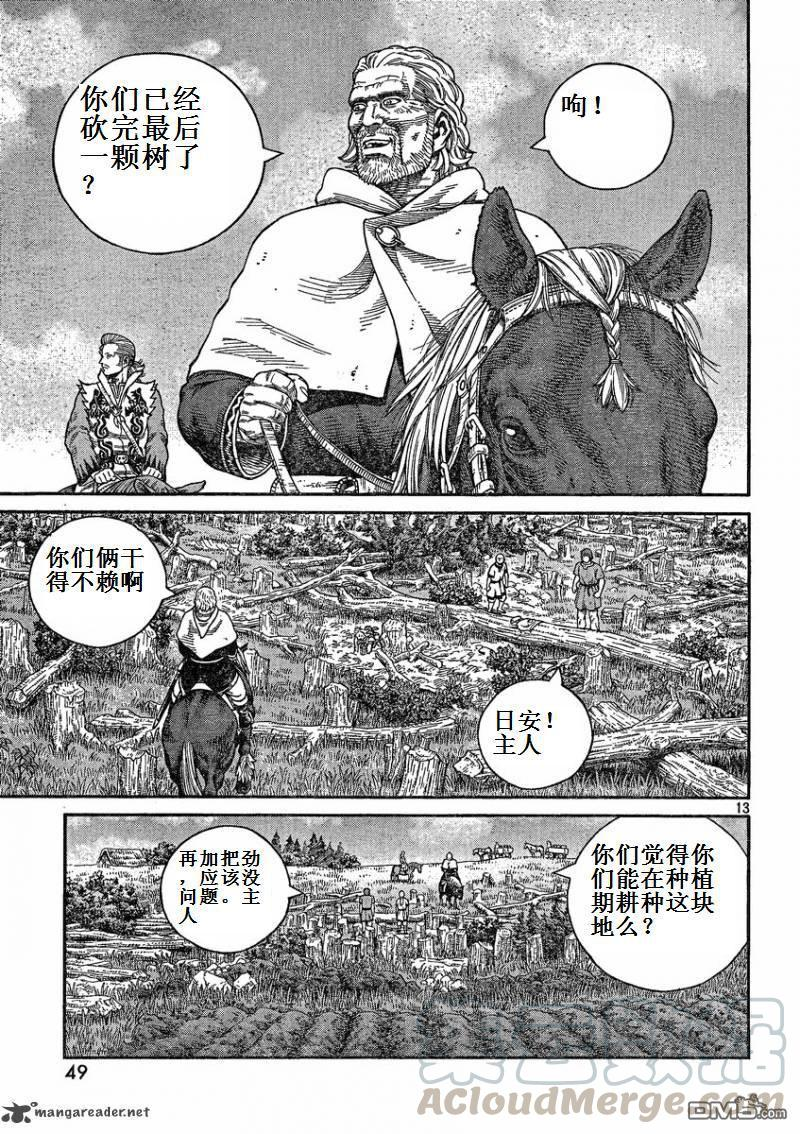 咰！
你们已经
砍完最后
一颗树了
？
你们俩干
得不赖啊
日安！
主人
13
你们觉得你
们能在种植
期耕种这块
地么？
再加把劲
，应该没
问题。主
人
49
mangareader.net
ACloudMerge.com!